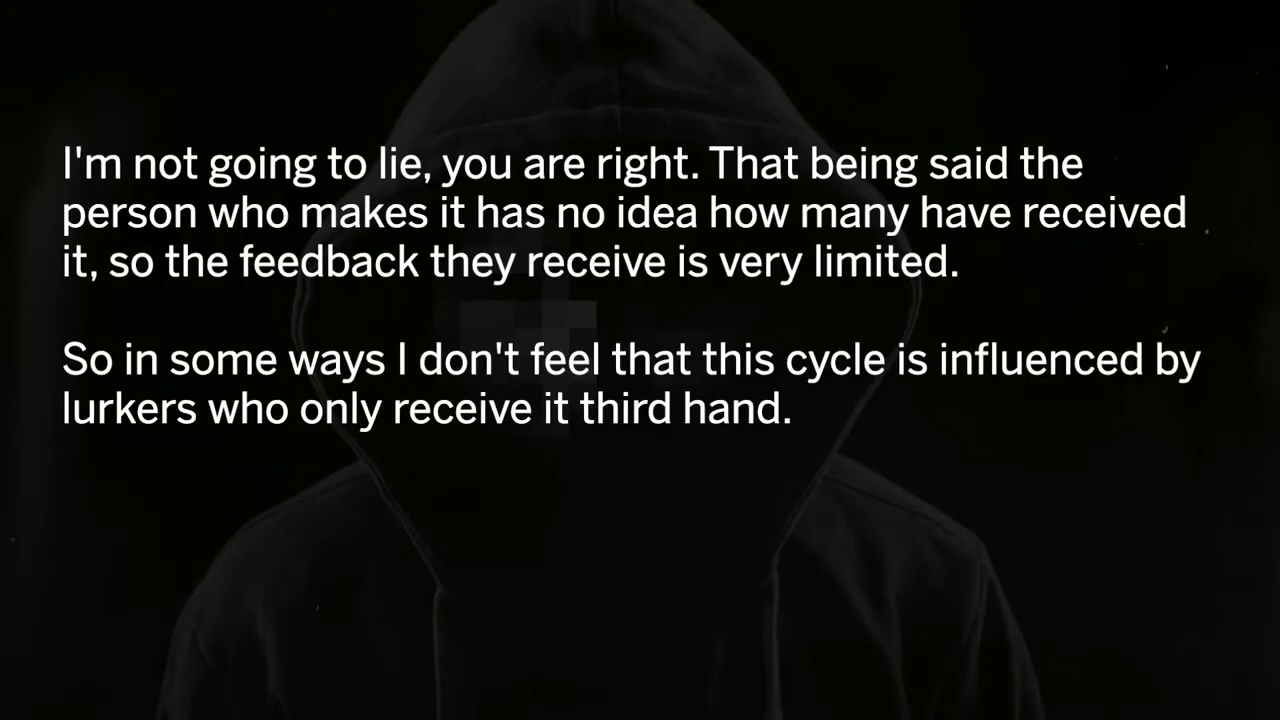 I'm not going to lie, you are right. That being said the
person who makes it has no idea how many have received
it, so the feedback they receive is very limited.
So in some ways I don't feel that this cycle is influenced by
lurkers who only receive it third hand.